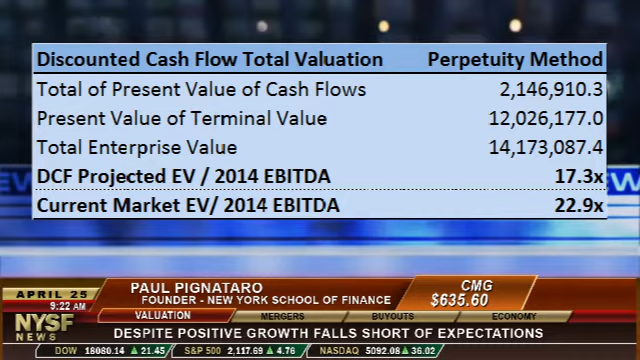 Discounted Cash Flow Total Valuation Perpetuity Method
Total of Present Value of Cash Flows 2,146,910.3
Present Value of Terminal Value 12,026,177.0
Total Enterprise Value 14,173,087.4
DCF Projected EV / 2014 EBITDA 17.3x
Current Market EV/ 2014 EBITDA 22.9x
APRIL 25
9:22 AM
PAUL PIGNATARO
FOUNDER - NEW YORK SCHOOL OF FINANCE
CMG
$635.60
NYSF
NEWS
VALUATION MERGERS BUYOUTS ECONOMY
DESPITE POSITIVE GROWTH FALLS SHORT OF EXPECTATIONS
DOW 18080.14 ▲ 21.45 S&P 500 2,117.69 ▲ 4.76 NASDAQ 5092.08 ▲ 36.02